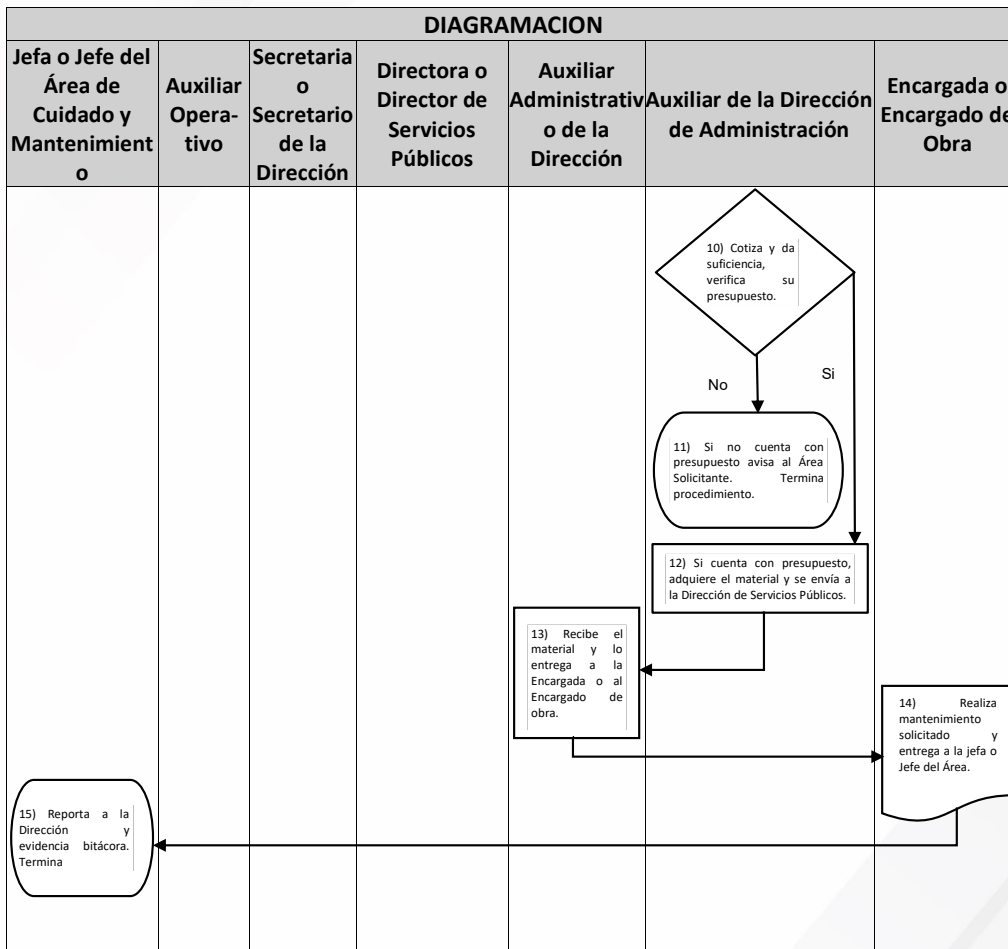 DIAGRAMACION
Jefa o Jefe del
Área de
Cuidado y
Mantenimient
o
Auxiliar
Opera-
tivo
Secretaria
o
Secretario
de la
Dirección
Directora o
Director de
Servicios
Públicos
Auxiliar
Administrativ
o de la
Dirección
Auxiliar de la Dirección
de Administración
Encargada o
Encargado de
Obra
10) Cotiza y da
suficiencia,
verifica su
presupuesto.
No
Si
11) Si no cuenta con
presupuesto avisa al Área
Solicitante. Termina
procedimiento.
12) Si cuenta con presupuesto,
adquiere el material y se envía a
la Dirección de Servicios Públicos.
13) Recibe el
material y lo
entrega a la
Encargada o al
Encargado de
obra.
14) Realiza
mantenimiento
solicitado y
entrega a la jefa o
Jefe del Área.
15) Reporta a la
Dirección y
evidencia bitácora.
Termina